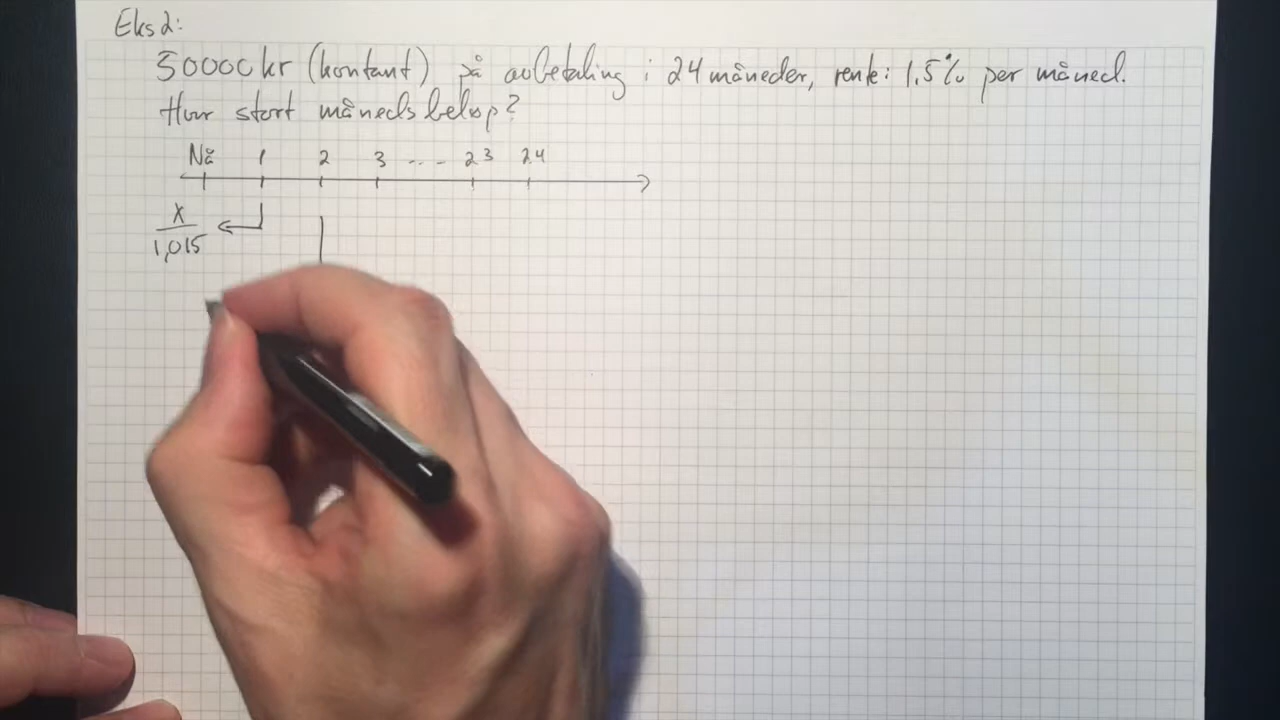 Eks 2:
50000 kr (kontant) på avbetaling i 24 måneder, rente: 1,5% per måned.
Hvor stort månedsbeløp?
Nå 1 2 3 ... 23 24
X
1,015